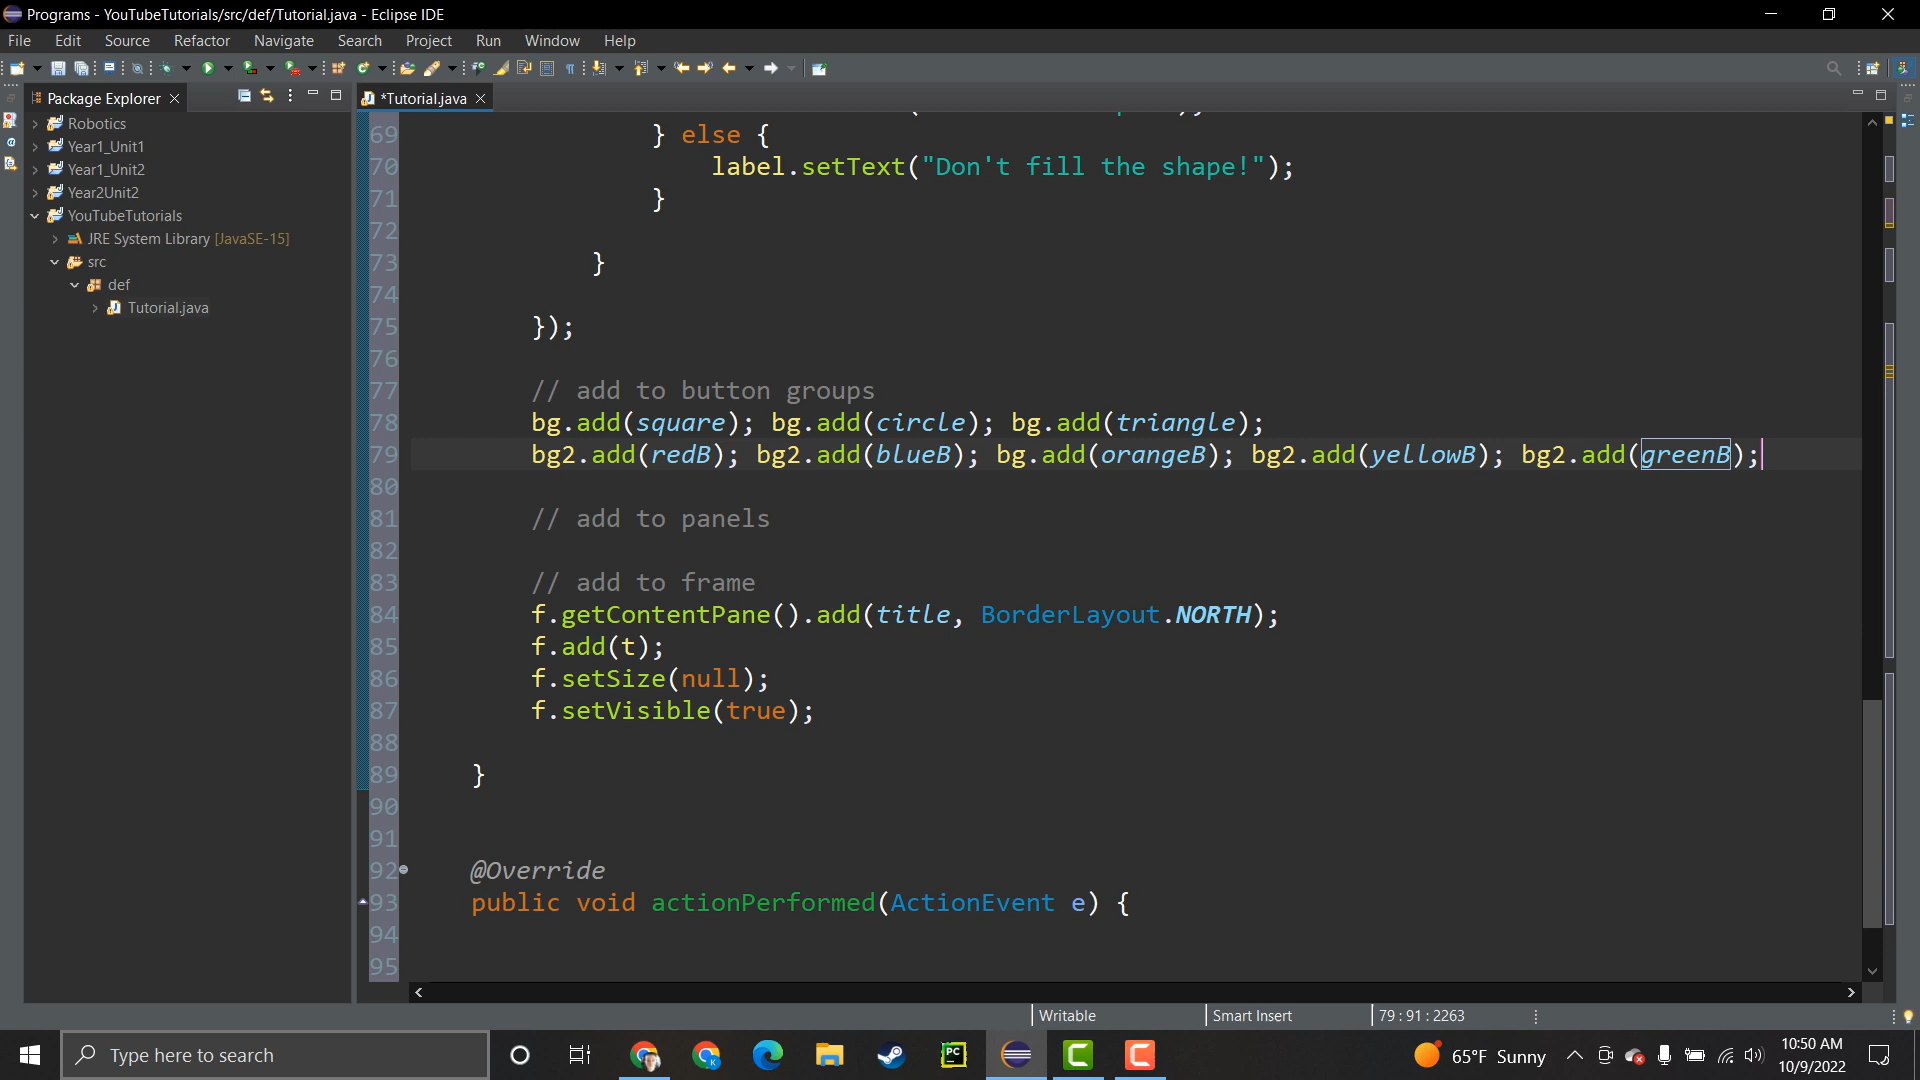 Programs - YouTubeTutorials/src/def/Tutorial.java - Eclipse IDE
File Edit Source Refactor Navigate Search Project Run Window Help
Package Explorer
*Tutorial.java
Robotics
Year1_Unit1
Year1_Unit2
Year2Unit2
YouTubeTutorials
JRE System Library [JavaSE-15]
src
def
Tutorial.java
69 } else {
70 label.setText("Don't fill the shape!");
71 }
72
73 }
74
75 });
76
77 // add to button groups
78 bg.add(square); bg.add(circle); bg.add(triangle);
79 bg2.add(redB); bg2.add(blueB); bg.add(orangeB); bg2.add(yellowB); bg2.add(greenB);
80
81 // add to panels
82
83 // add to frame
84 f.getContentPane().add(title, BorderLayout.NORTH);
85 f.add(t);
86 f.setSize(null);
87 f.setVisible(true);
88
89 }
90
91
92 @Override
93 public void actionPerformed(ActionEvent e) {
94
95
Writable Smart Insert 79 : 91 : 2263
Type here to search
PC
65°F Sunny
10:50 AM
10/9/2022